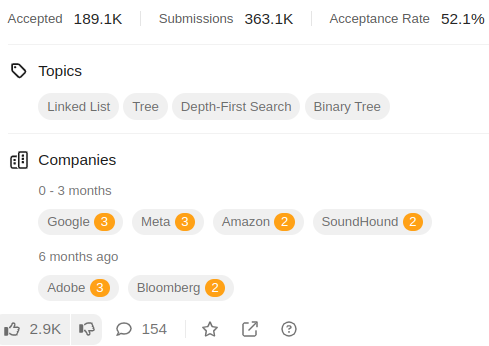 Accepted 189.1K Submissions 363.1K Acceptance Rate 52.1%
Topics
Linked List Tree Depth-First Search Binary Tree
Companies
0 - 3 months
Google 3 Meta 3 Amazon 2 SoundHound 2
6 months ago
Adobe 3 Bloomberg 2
2.9K 154